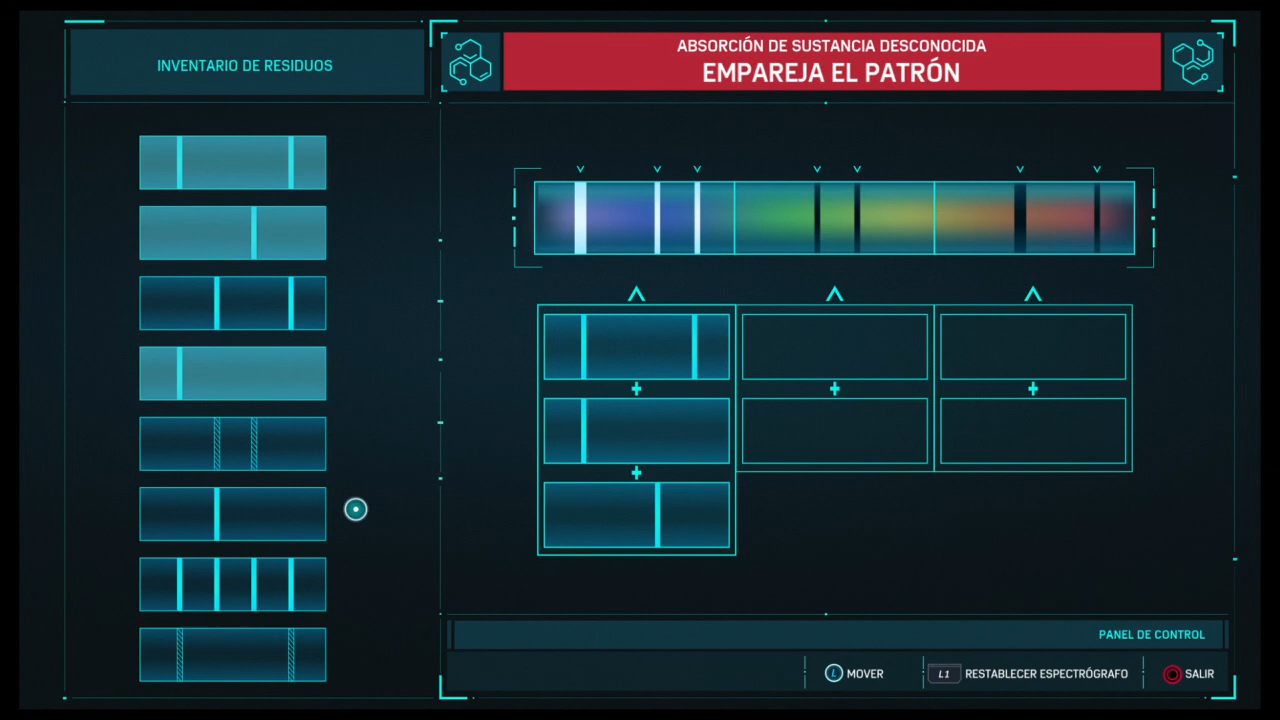 INVENTARIO DE RESIDUOS
ABSORCIÓN DE SUSTANCIA DESCONOCIDA
EMPAREJA EL PATRÓN
PANEL DE CONTROL
L MOVER
L1 RESTABLECER ESPECTRÓGRAFO
SALIR